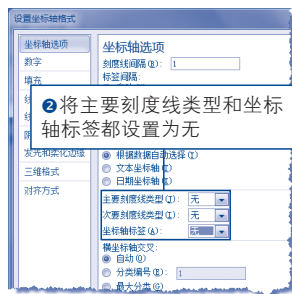 设置坐标轴格式
坐标轴选项
数字
填充
三维格式
对齐方式
坐标轴选项
刻度线间隔(B): 1
标签间隔:
❷将主要刻度线类型和坐标
轴标签都设置为无
发光和柔化边缘
根据数据自动选择(Y)
文本坐标轴(T)
日期坐标轴(N)
主要刻度线类型(J): 无
次要刻度线类型(I): 无
坐标轴标签(A): 无
横坐标轴交叉:
自动(O)
分类编号(E): 1
最大分类(G)